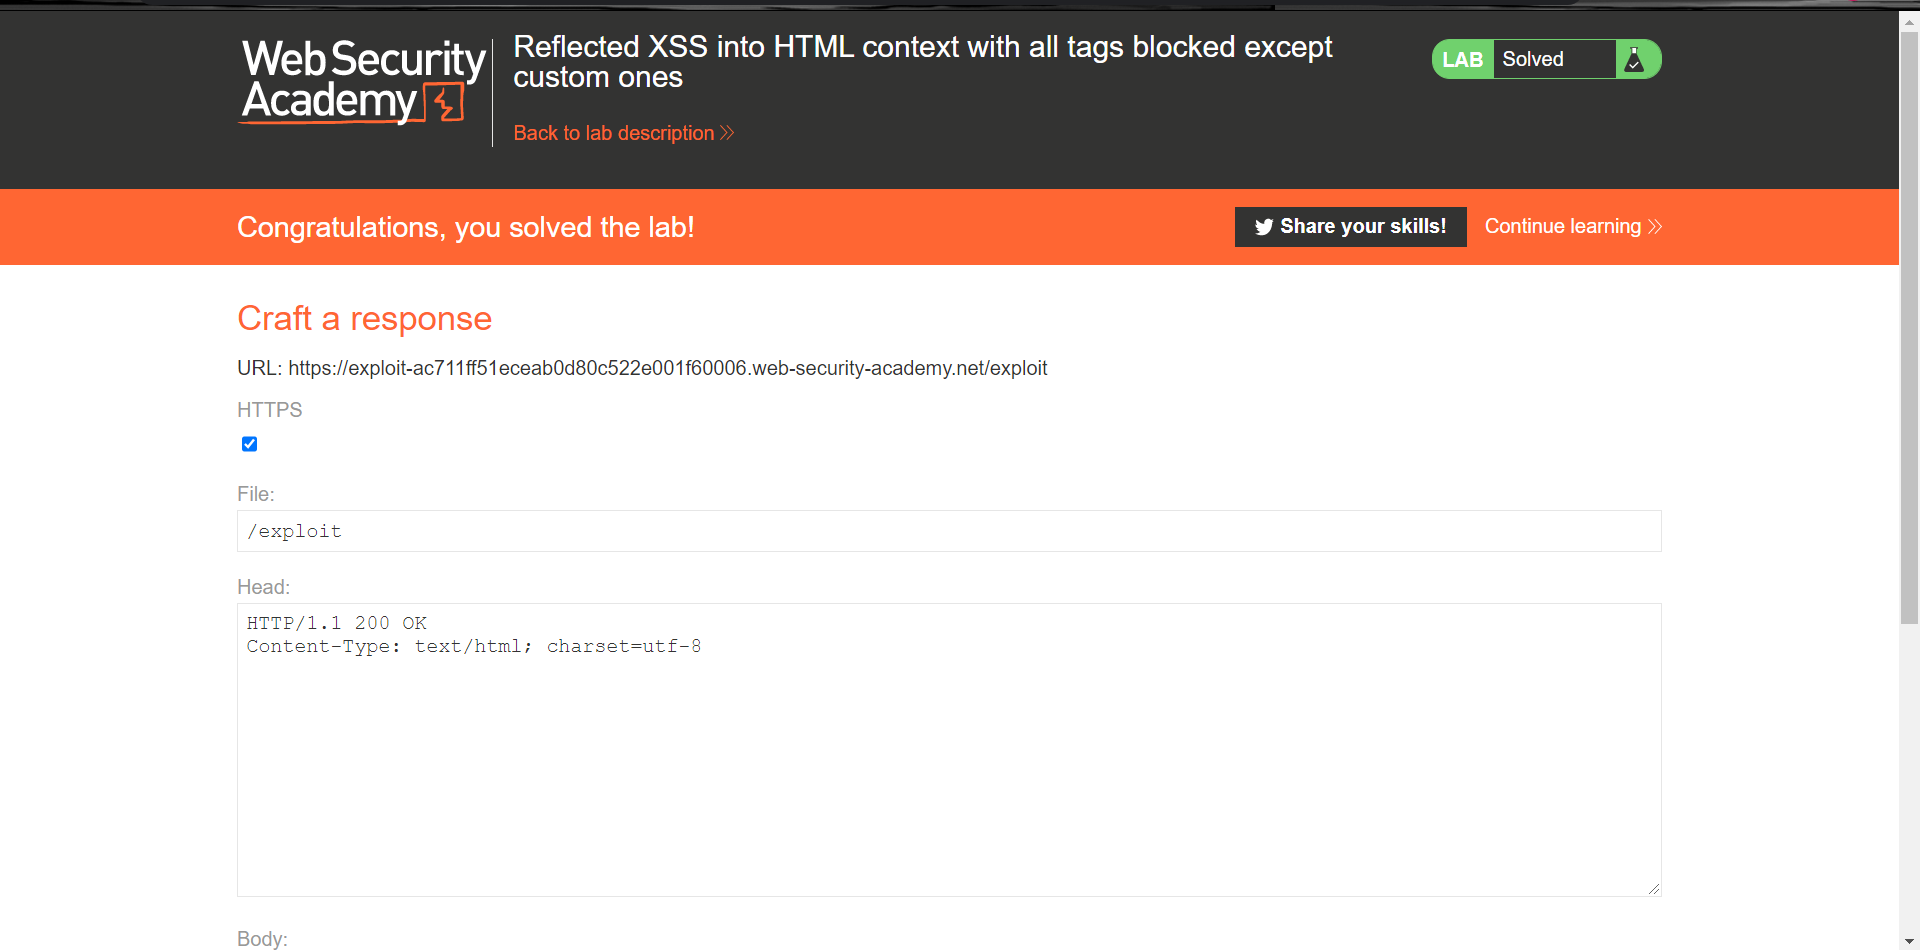 Web Security
Academy
Reflected XSS into HTML context with all tags blocked except
custom ones
Back to lab description
LAB Solved
Congratulations, you solved the lab!
Share your skills!
Continue learning
Craft a response
URL: https://exploit-ac711ff51eceab0d80c522e001f60006.web-security-academy.net/exploit
HTTPS
File:
/exploit
Head:
HTTP/1.1 200 OK
Content-Type: text/html; charset=utf-8
Body: